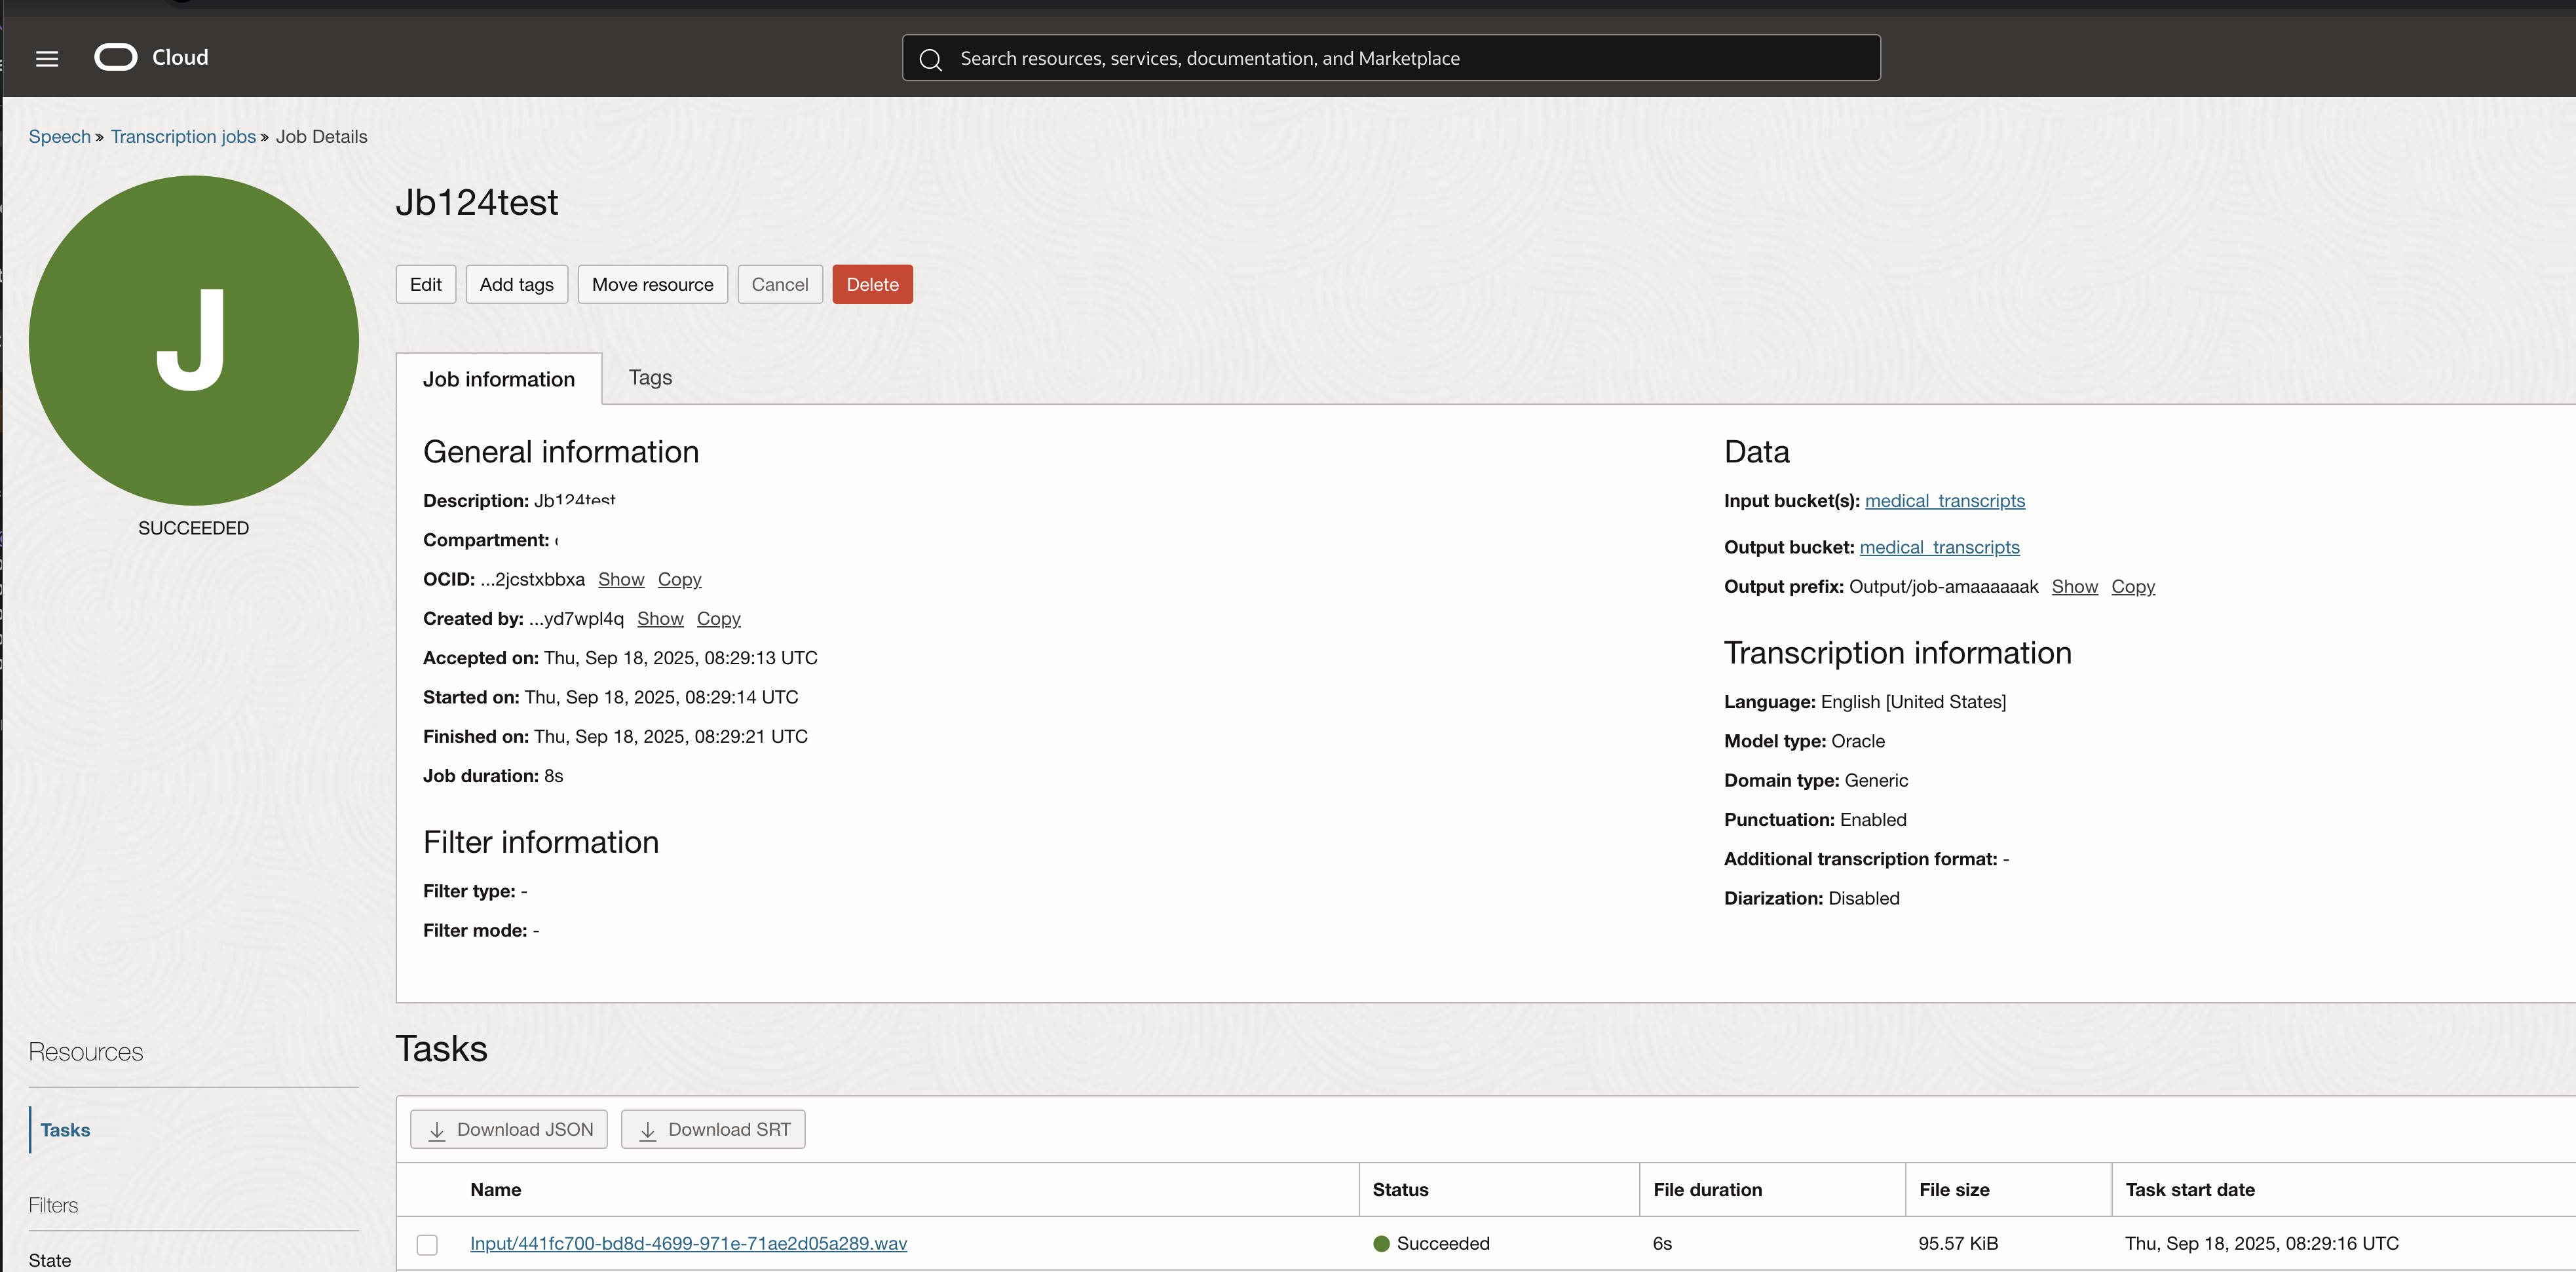 Cloud
Search resources, services, documentation, and Marketplace
Speech » Transcription jobs » Job Details
J
SUCCEEDED
Jb124test
Edit Add tags Move resource Cancel Delete
Job information Tags
General information
Description: Jb124test
Compartment:
OCID: ...2jcstxbbxa Show Copy
Created by: ...yd7wpl4q Show Copy
Accepted on: Thu, Sep 18, 2025, 08:29:13 UTC
Started on: Thu, Sep 18, 2025, 08:29:14 UTC
Finished on: Thu, Sep 18, 2025, 08:29:21 UTC
Job duration: 8s
Filter information
Filter type: -
Filter mode: -
Data
Input bucket(s): medical_transcripts
Output bucket: medical_transcripts
Output prefix: Output/job-amaaaaaak Show Copy
Transcription information
Language: English [United States]
Model type: Oracle
Domain type: Generic
Punctuation: Enabled
Additional transcription format: -
Diarization: Disabled
Resources
Tasks
Filters
State
Tasks
Download JSON Download SRT
Name Status File duration File size Task start date
Input/441fc700-bd8d-4699-971e-71ae2d05a289.wav Succeeded 6s 95.57 KiB Thu, Sep 18, 2025, 08:29:16 UTC